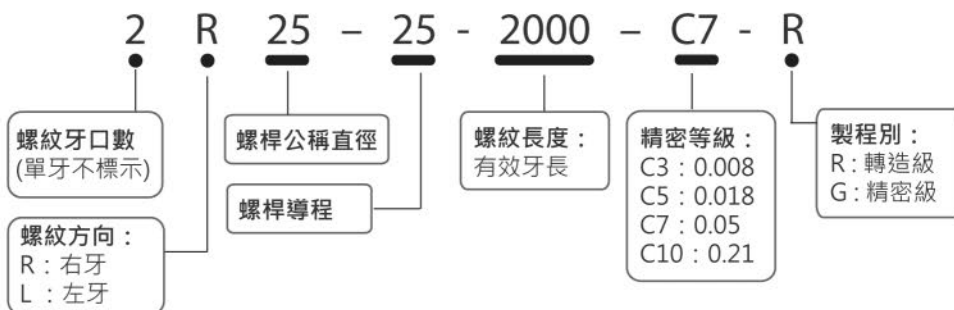 2 R 25 – 25 - 2000 – C7 - R
螺紋牙口數
(單牙不標示)
螺紋方向：
R：右牙
L ：左牙
螺桿公稱直徑
螺桿導程
螺紋長度：
有效牙長
精密等級：
C3：0.008
C5：0.018
C7：0.05
C10：0.21
製程別：
R：轉造級
G：精密級